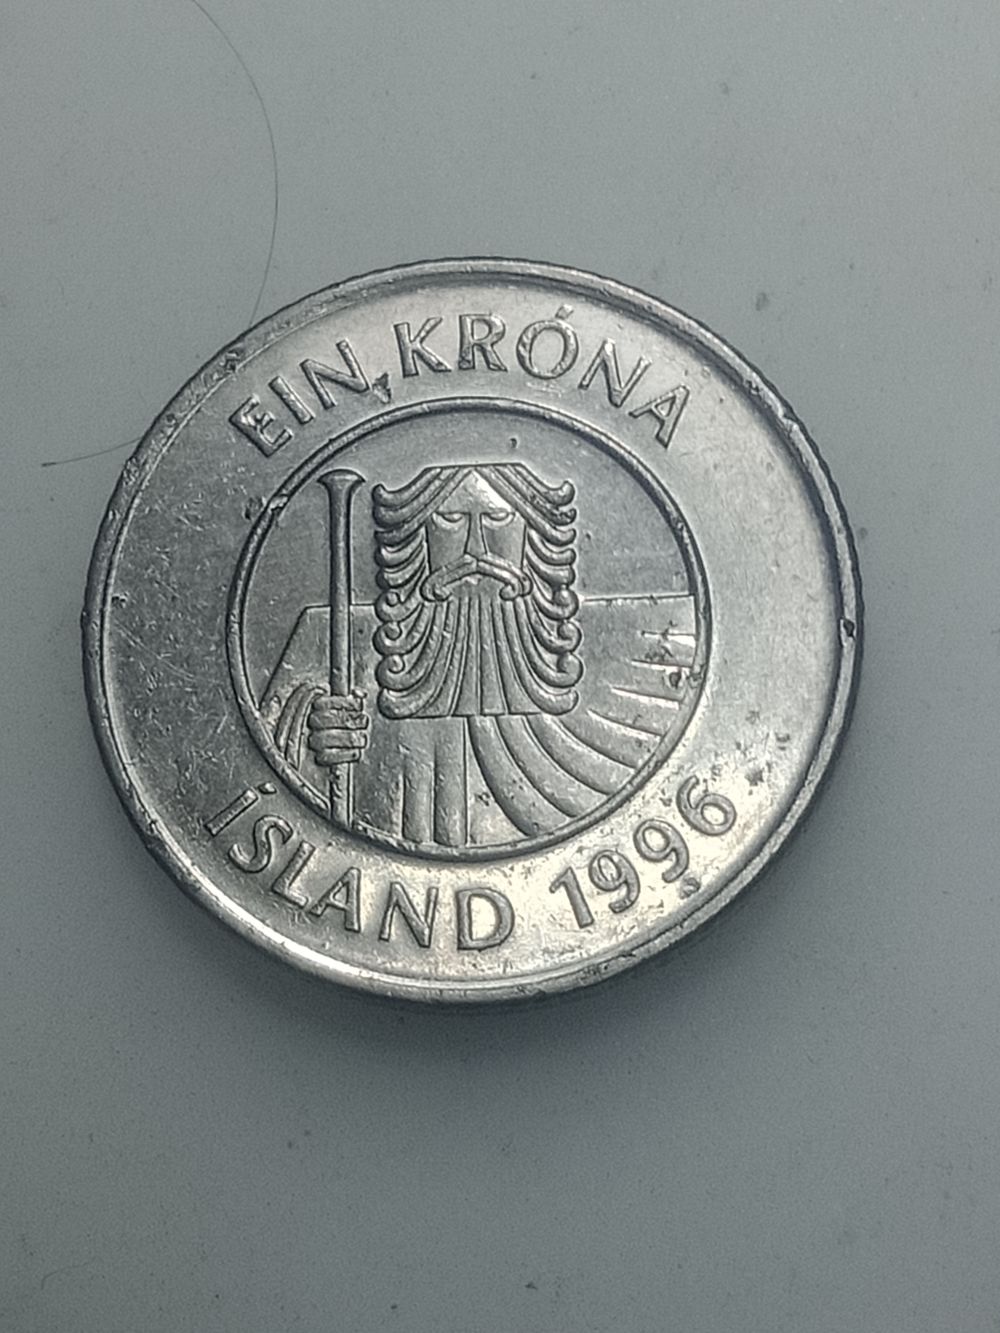 EIN KRÓNA
ÍSLAND 1996